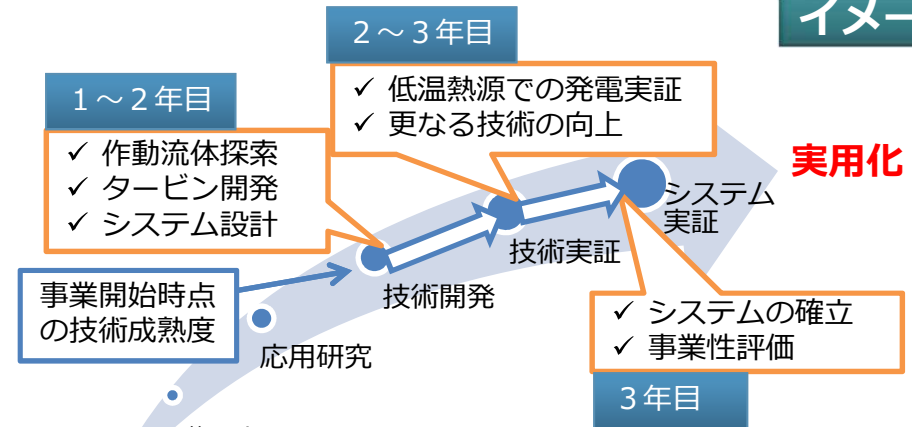 イメー
2～3年目
✓ 低温熱源での発電実証
✓ 更なる技術の向上
1～2年目
✓ 作動流体探索
✓ タービン開発
✓ システム設計
実用化
システム
実証
技術実証
技術開発
事業開始時点
の技術成熟度
応用研究
✓ システムの確立
✓ 事業性評価
3年目